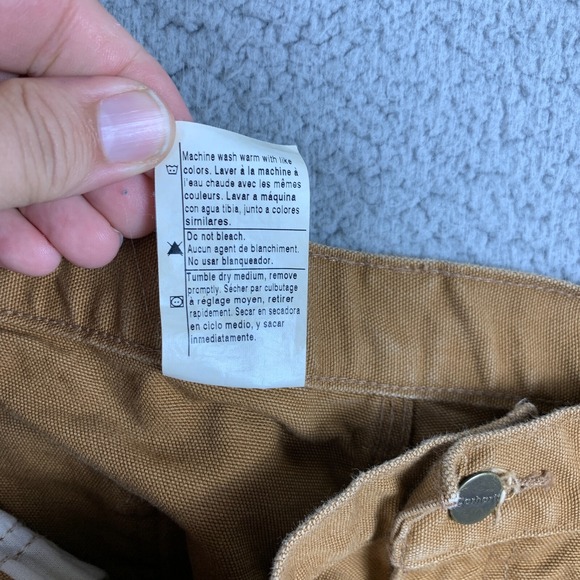 Machine wash warm with like
colors. Laver à la machine à
l'eau chaude avec les mêmes
couleurs. Lavar a máquina
con agua tibia, junto a colores
similares.
Do not bleach.
Aucun agent de blanchiment.
No usar blanqueador.
Tumble dry medium, remove
promptly. Sécher par culbutage
à réglage moyen, retirer
rapidement. Secar en secadora
en ciclo medio, y sacar
inmediatamente.
Carhartt